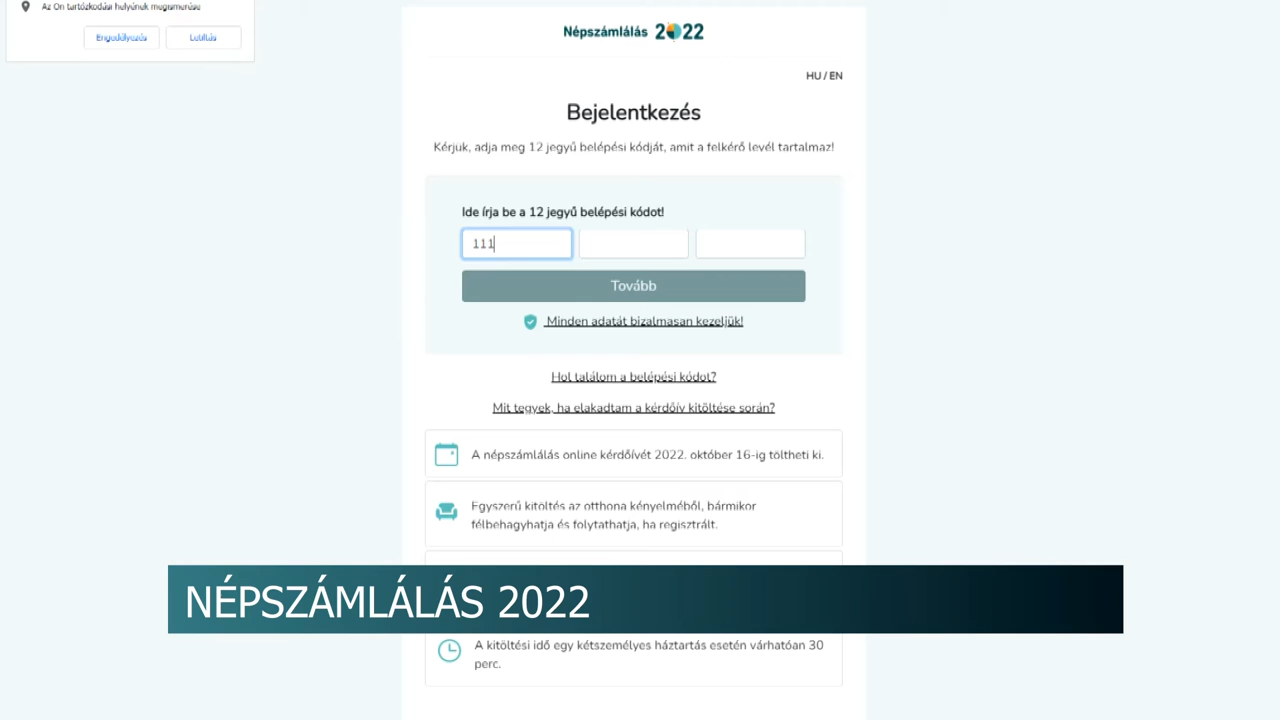 Az Ön tartózkodási helyének megismerése
Engedélyezés
Letiltás
Népszámlálás 2022
HU / EN
Bejelentkezés
Kérjük, adja meg 12 jegyű belépési kódját, amit a felkérő levél tartalmaz!
Ide írja be a 12 jegyű belépési kódot!
111
Tovább
Minden adatát bizalmasan kezeljük!
Hol találom a belépési kódot?
Mit tegyek, ha elakadtam a kérdőív kitöltése során?
A népszámlálás online kérdőívét 2022. október 16-ig töltheti ki.
Egyszerű kitöltés az otthona kényelméből, bármikor
félbehagyhatja és folytathatja, ha regisztrált.
NÉPSZÁMLÁLÁS 2022
A kitöltési idő egy kétszemélyes háztartás esetén várhatóan 30
perc.